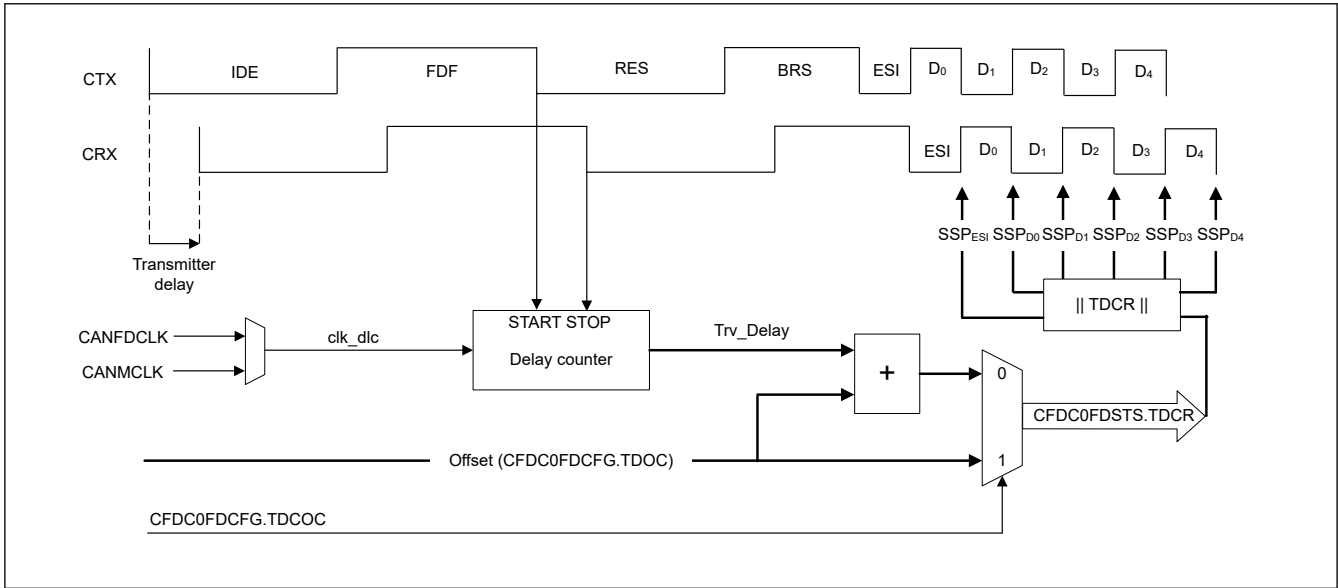 CTX IDE FDF RES BRS ESI D0 D1 D2 D3 D4
CRX ESI D0 D1 D2 D3 D4
SSPESI SSPD0 SSPD1 SSPD2 SSPD3 SSPD4
Transmitter
delay
|| TDCR ||
CANFDCLK
CANMCLK
clk_dlc
START STOP
Delay counter
Trv_Delay
+
0
1
CFDC0FDSTS.TDCR
Offset (CFDC0FDCFG.TDOC)
CFDC0FDCFG.TDCOC